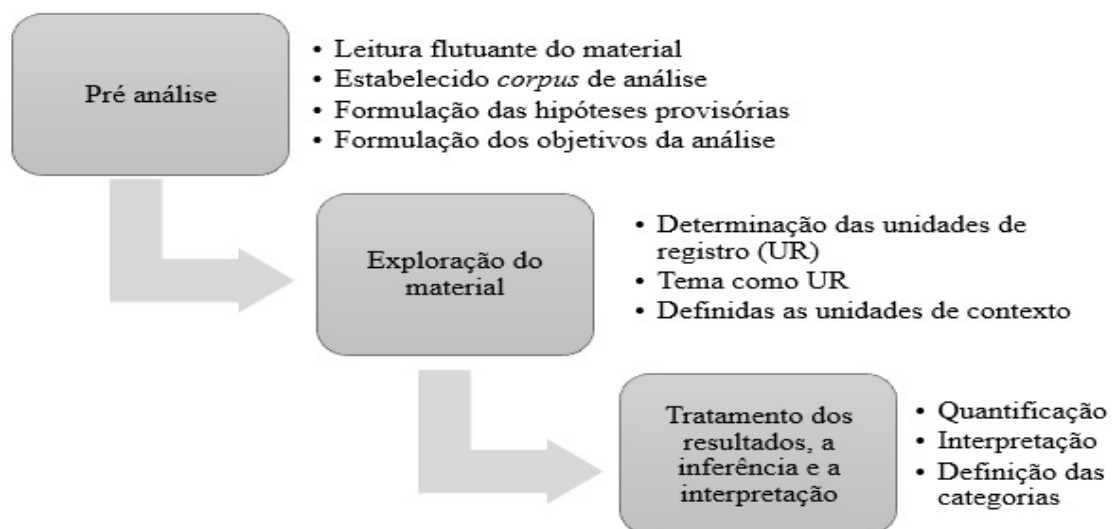 Pré análise
• Leitura flutuante do material
• Estabelecido corpus de análise
• Formulação das hipóteses provisórias
• Formulação dos objetivos da análise
Exploração do
material
• Determinação das unidades de
registro (UR)
• Tema como UR
• Definidas as unidades de contexto
Tratamento dos
resultados, a
inferência e a
interpretação
• Quantificação
• Interpretação
• Definição das
categorias